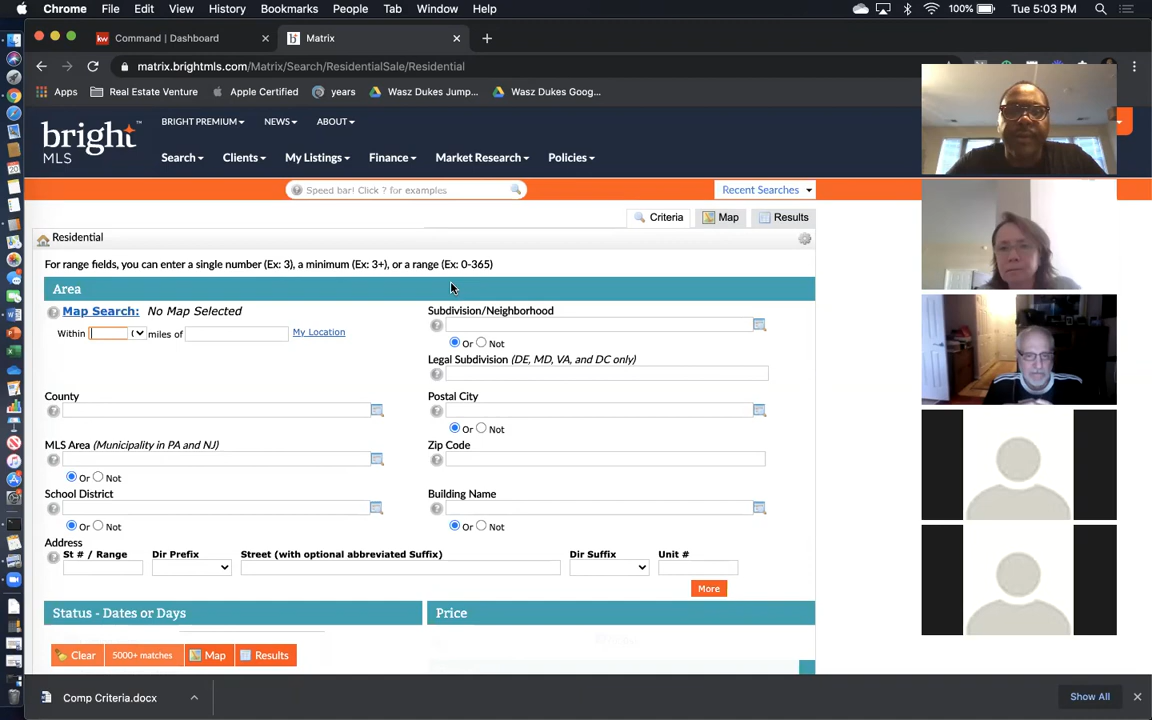 Chrome File Edit View History Bookmarks People Tab Window Help 100% Tue 5:03 PM
Command | Dashboard Matrix
matrix.brightmls.com/Matrix/Search/ResidentialSale/Residential
Apps Real Estate Venture Apple Certified years Wasz Dukes Jump... Wasz Dukes Goog...
bright MLS
BRIGHT PREMIUM NEWS ABOUT
Search Clients My Listings Finance Market Research Policies
Speed bar! Click ? for examples Recent Searches
Criteria Map Results
Residential
For range fields, you can enter a single number (Ex: 3), a minimum (Ex: 3+), or a range (Ex: 0-365)
Area
Map Search: No Map Selected
Within miles of My Location
Subdivision/Neighborhood
Or Not
Legal Subdivision (DE, MD, VA, and DC only)
County Postal City
Or Not
MLS Area (Municipality in PA and NJ) Zip Code
Or Not
School District Building Name
Or Not Or Not
Address
St # / Range Dir Prefix Street (with optional abbreviated Suffix) Dir Suffix Unit #
More
Status - Dates or Days Price
Clear 5000+ matches Map Results
Comp Criteria.docx Show All